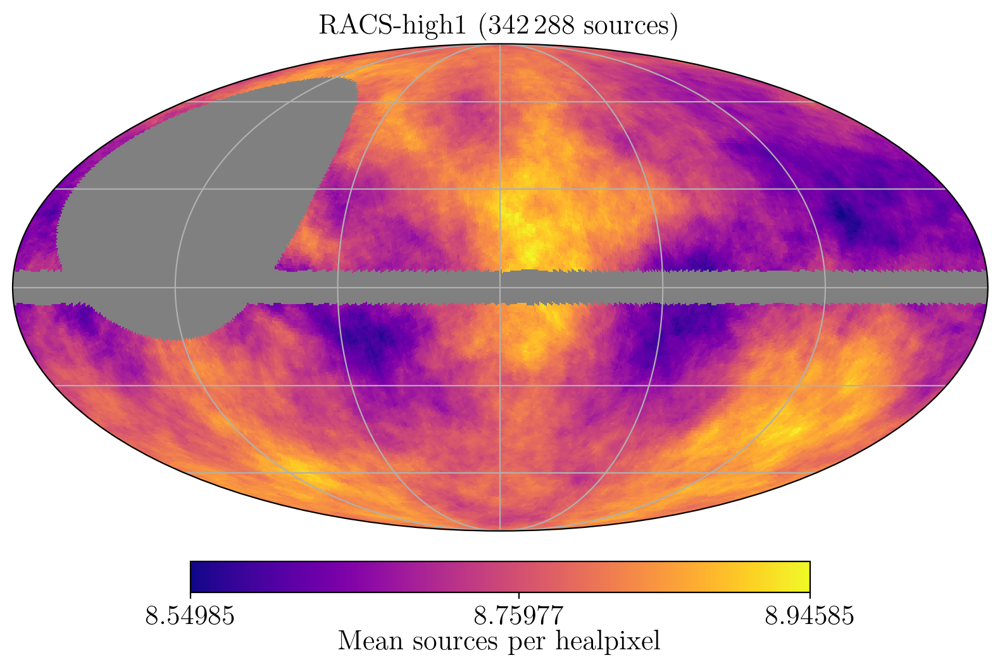 RACS-high1 (342 288 sources)
8.54985 8.75977 8.94585
Mean sources per healpixel